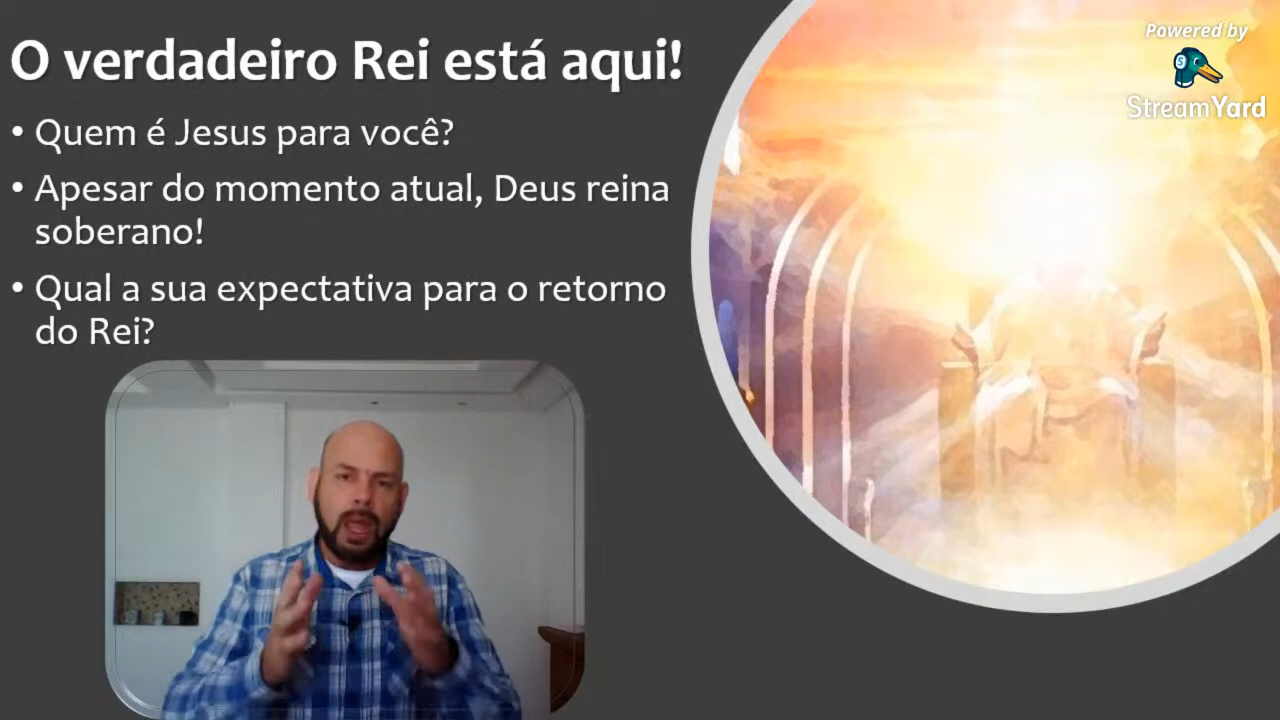 O verdadeiro Rei está aqui!
• Quem é Jesus para você?
• Apesar do momento atual, Deus reina
soberano!
• Qual a sua expectativa para o retorno
do Rei?
Powered by
S
StreamYard